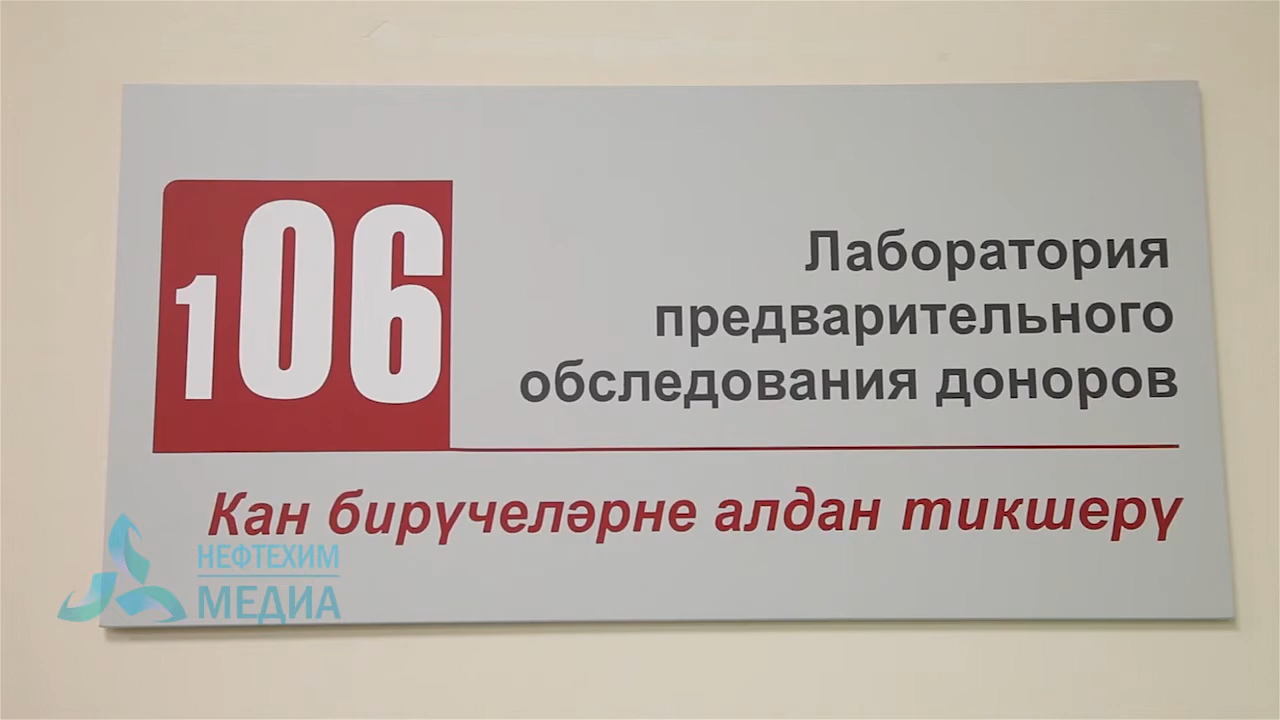 106
Лаборатория
предварительного
обследования доноров
Кан бирүчеләрне алдан тикшерү
НЕФТЕХИМ
МЕДИА